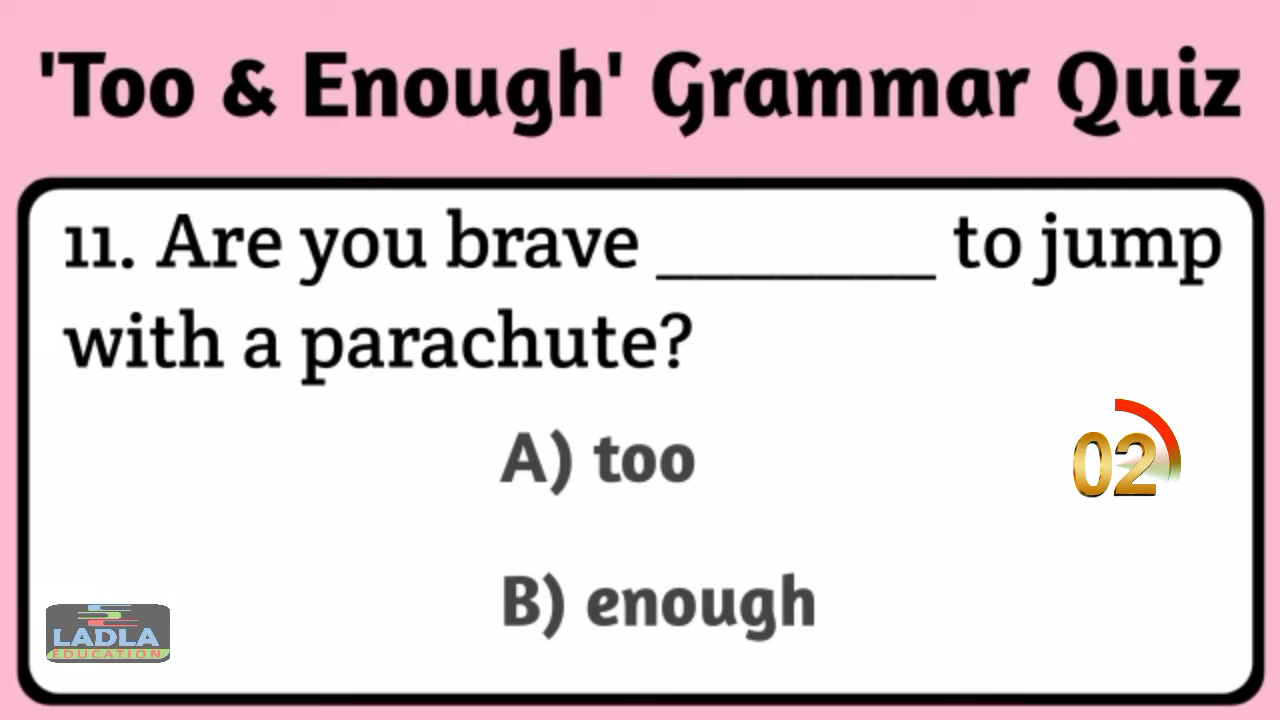 'Too & Enough' Grammar Quiz
11. Are you brave ________ to jump
with a parachute?
A) too
02
B) enough
LADLA
EDUCATION